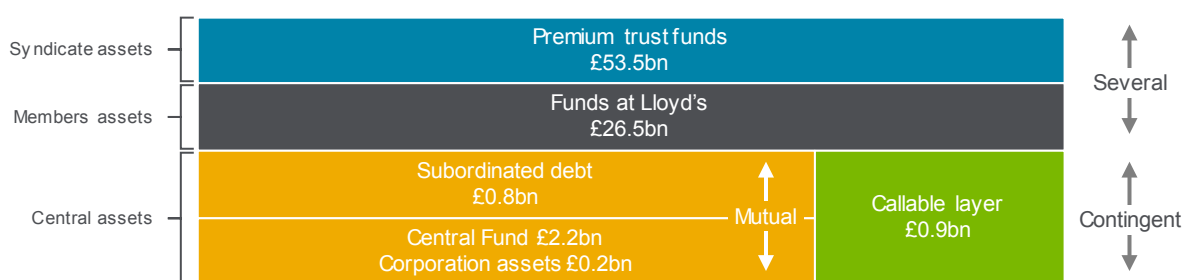 Syndicate assets
Premium trust funds
£53.5bn
Several
Members assets
Funds at Lloyd's
£26.5bn
Central assets
Subordinated debt
£0.8bn
Mutual
Central Fund £2.2bn
Corporation assets £0.2bn
Callable layer
£0.9bn
Contingent